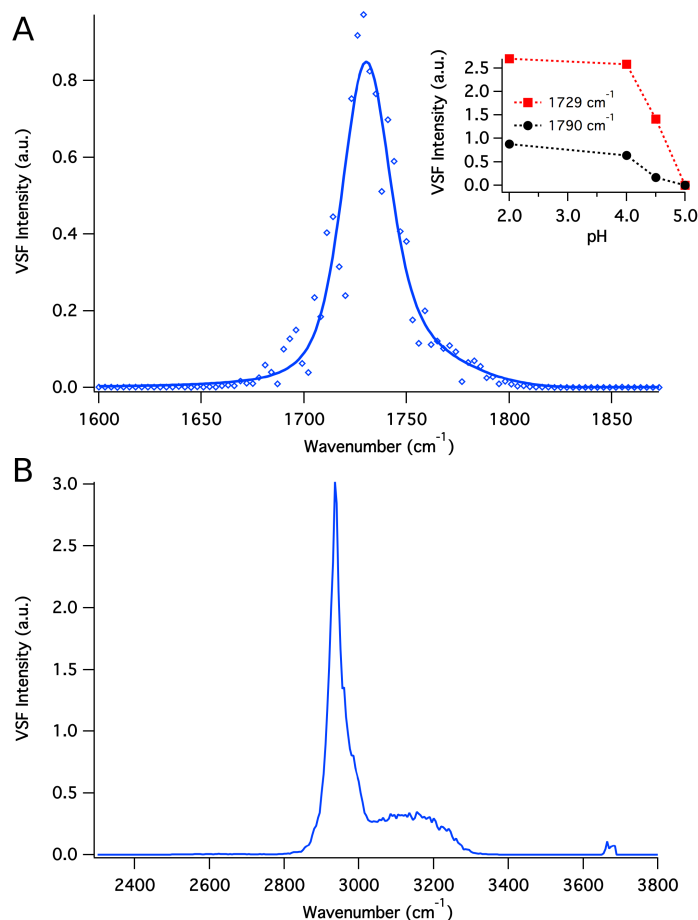 A
VSF Intensity (a.u.)
0.8
0.6
0.4
0.2
0.0
1600 1650 1700 1750 1800 1850
Wavenumber (cm⁻¹)
VSF Intensity (a.u.)
2.5
2.0
1.5
1.0
0.5
0.0
1729 cm⁻¹
1790 cm⁻¹
2.0 3.0 4.0 5.0
pH
B
VSF Intensity (a.u.)
3.0
2.5
2.0
1.5
1.0
0.5
0.0
2400 2600 2800 3000 3200 3400 3600 3800
Wavenumber (cm⁻¹)